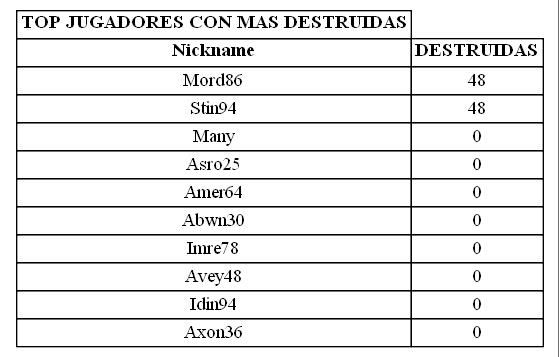 TOP JUGADORES CON MAS DESTRUIDAS
Nickname DESTRUIDAS
Mord86 48
Stin94 48
Many 0
Asro25 0
Amer64 0
Abwn30 0
Imre78 0
Avey48 0
Idin94 0
Axon36 0